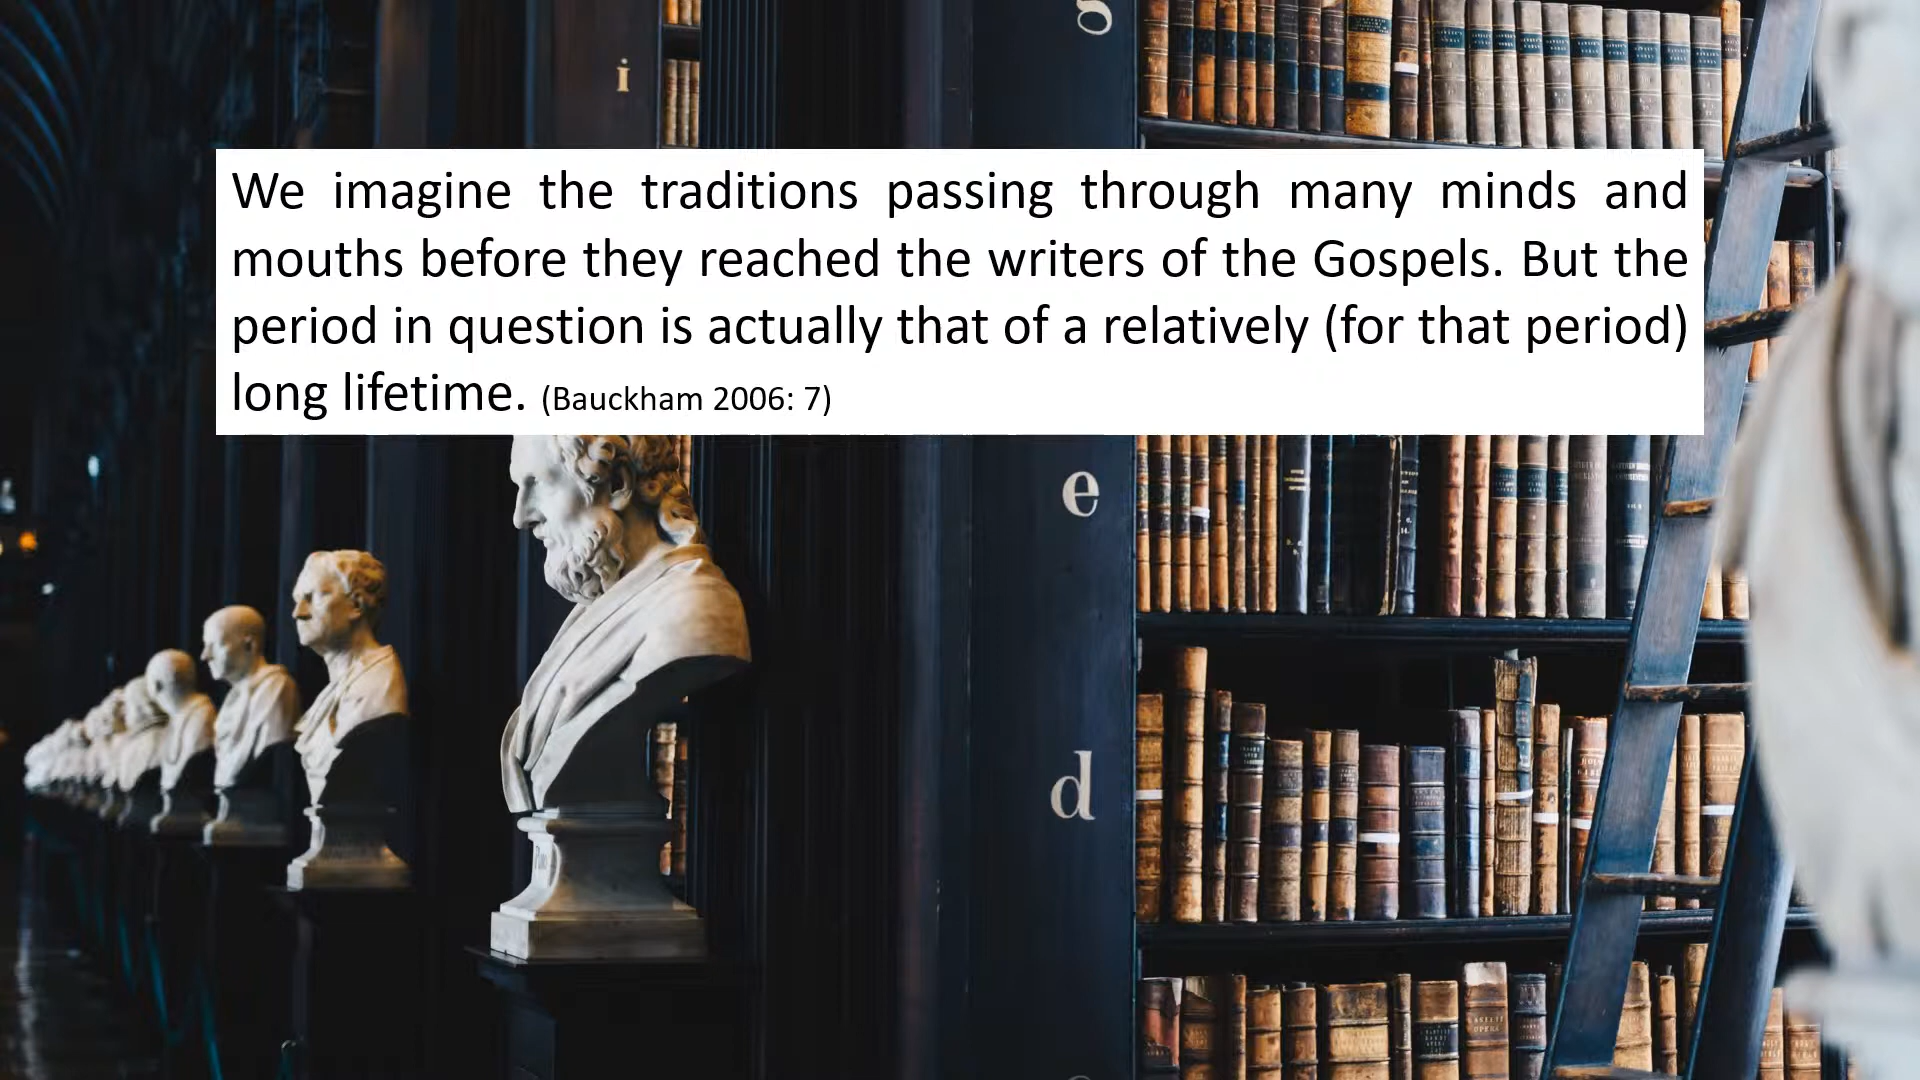 i
s
We imagine the traditions passing through many minds and
mouths before they reached the writers of the Gospels. But the
period in question is actually that of a relatively (for that period)
long lifetime. (Bauckham 2006: 7)
e
d